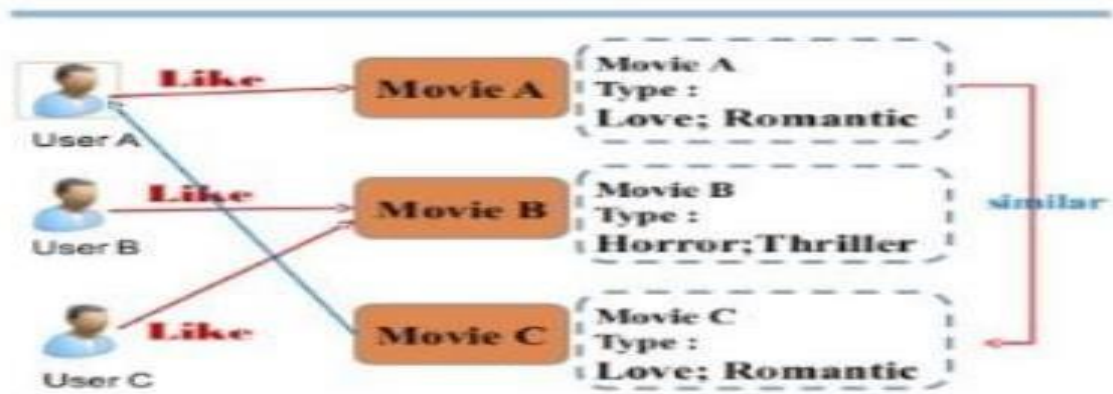 Like
User A
Movie A
Movie A
Type :
Love; Romantic
Like
User B
Movie B
Movie B
Type :
Horror;Thriller
similar
Like
User C
Movie C
Movie C
Type :
Love; Romantic